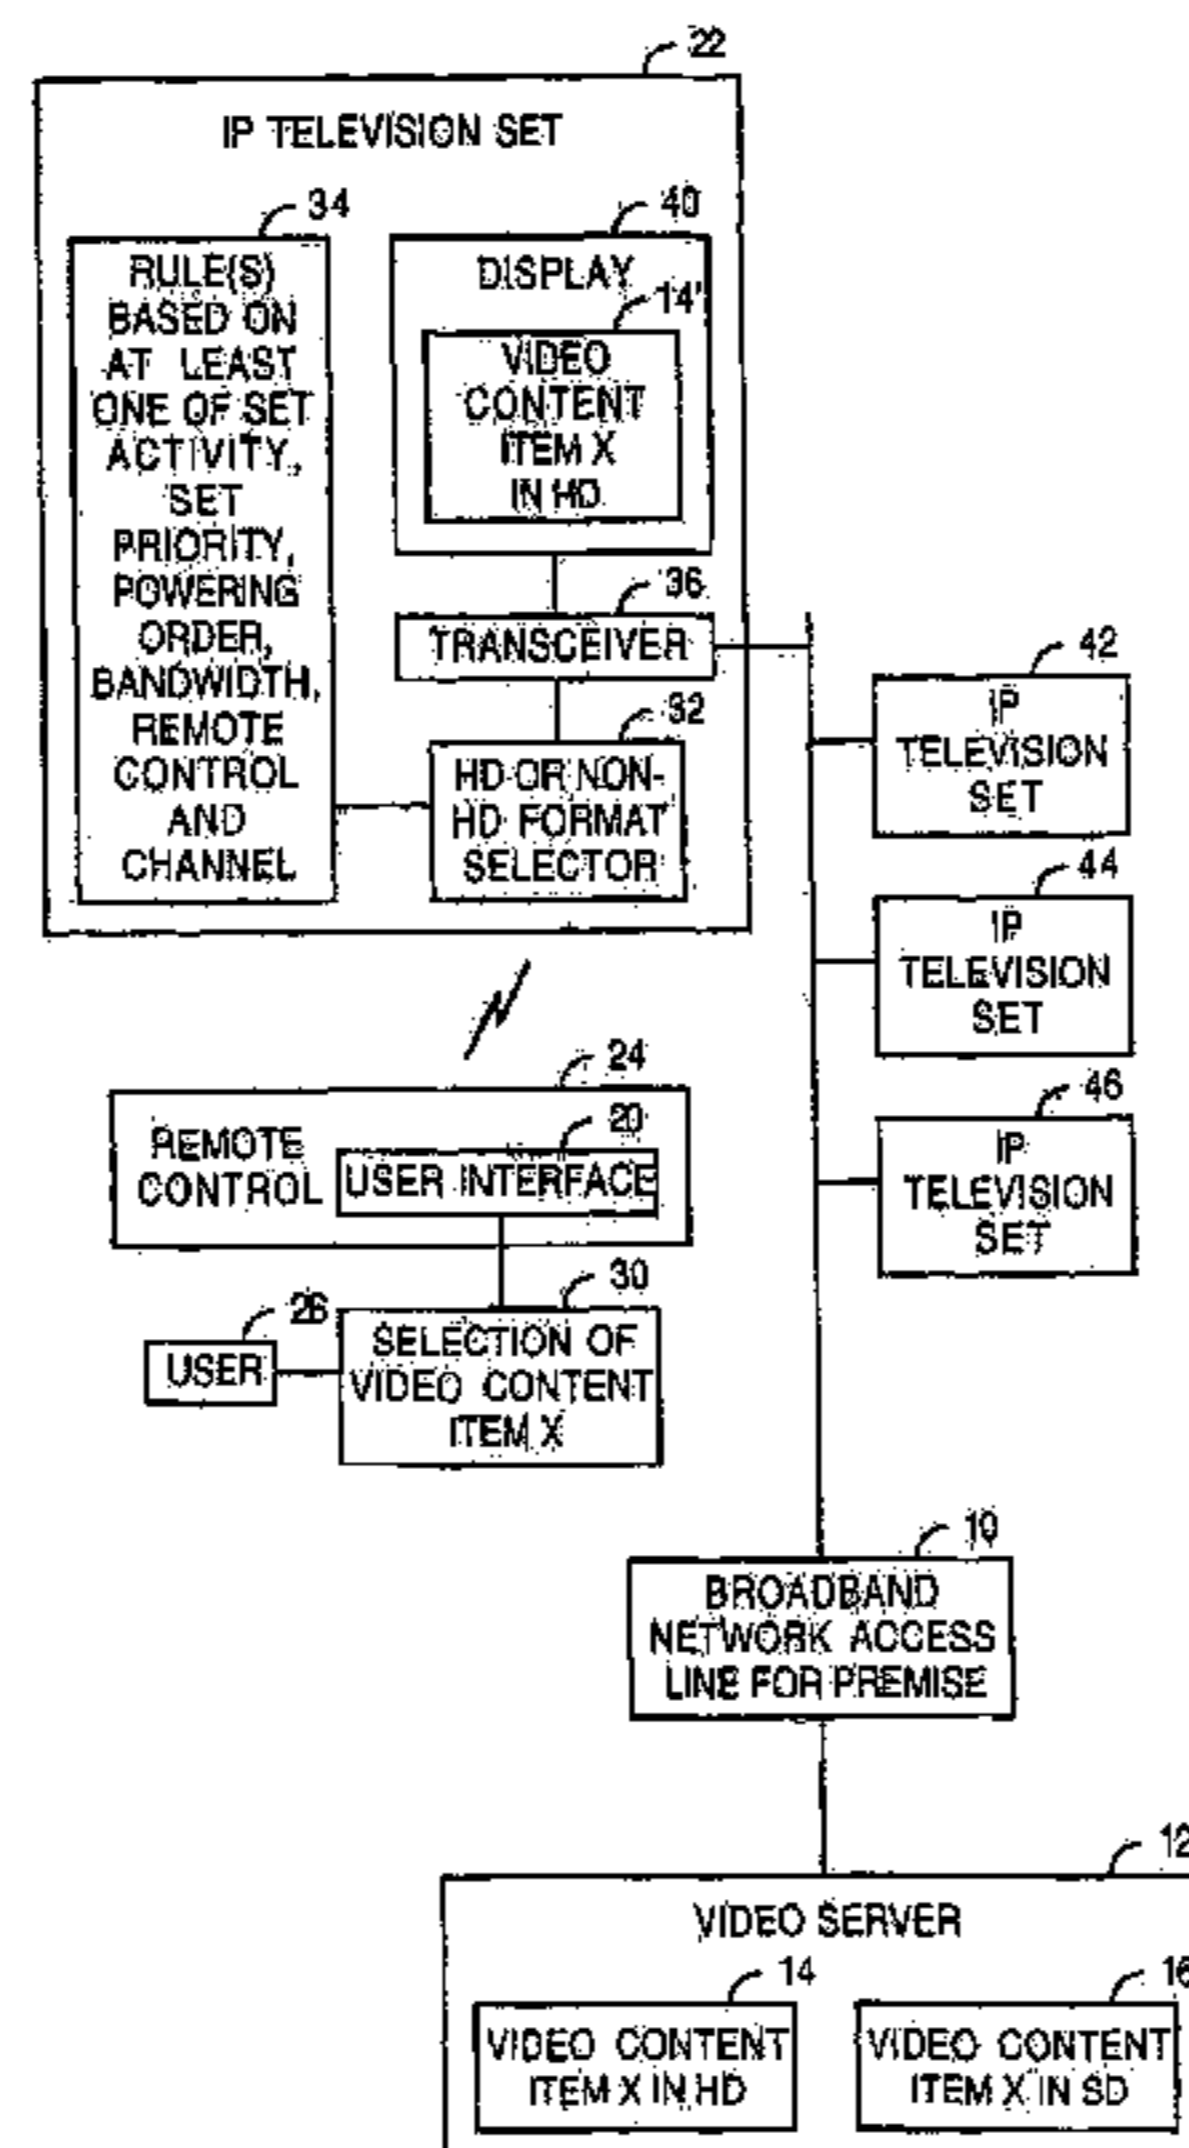 22
IP TELEVISION SET
34
RULE(S)
BASED ON
AT LEAST
ONE OF SET
ACTIVITY,
SET
PRIORITY,
POWERING
ORDER,
BANDWIDTH,
REMOTE
CONTROL
AND
CHANNEL
40
DISPLAY
14'
VIDEO
CONTENT
ITEM X
IN HD
36
TRANSCEIVER
32
HD OR NON-
HD FORMAT
SELECTOR
42
IP
TELEVISION
SET
44
IP
TELEVISION
SET
46
IP
TELEVISION
SET
24
REMOTE
CONTROL
20
USER INTERFACE
30
SELECTION OF
VIDEO CONTENT
ITEM X
26
USER
10
BROADBAND
NETWORK ACCESS
LINE FOR PREMISE
12
VIDEO SERVER
14
VIDEO CONTENT
ITEM X IN HD
16
VIDEO CONTENT
ITEM X IN SD